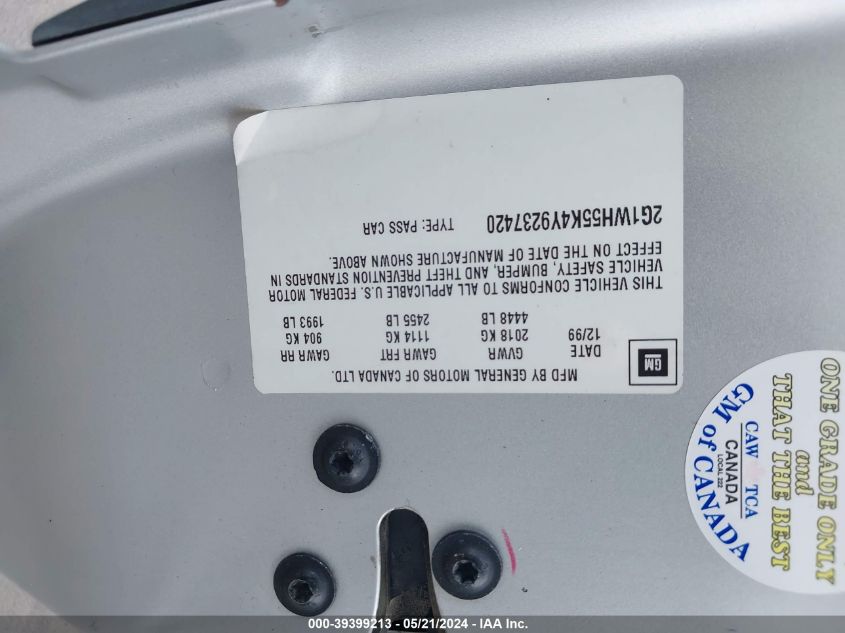 MFD BY GENERAL MOTORS OF CANADA LTD.
GM
DATE GVWR GAWR FRT GAWR RR
12/99 2018 KG 1114 KG 904 KG
4448 LB 2455 LB 1993 LB
THIS VEHICLE CONFORMS TO ALL APPLICABLE U.S. FEDERAL MOTOR
VEHICLE SAFETY, BUMPER, AND THEFT PREVENTION STANDARDS IN
EFFECT ON THE DATE OF MANUFACTURE SHOWN ABOVE.
2G1WH55K4Y9237420 TYPE: PASS CAR
ONE GRADE ONLY
and
THAT THE BEST
CAW TCA
CANADA
LOCAL 222
GM of CANADA
000-39399213 - 05/21/2024 - IAA Inc.